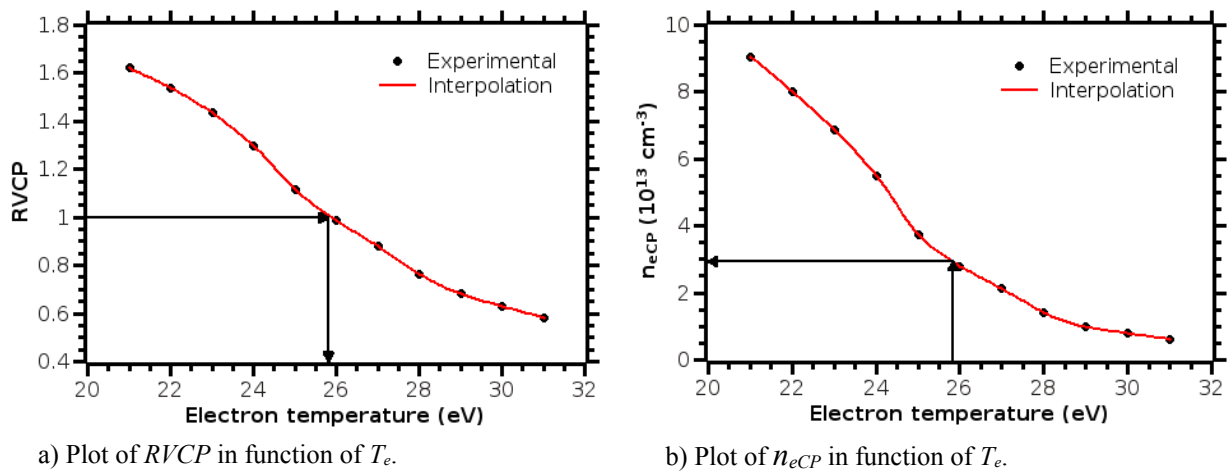 1.8
1.6
1.4
1.2
1
0.8
0.6
0.4
RVCP
Experimental
Interpolation
20 22 24 26 28 30 32
Electron temperature (eV)
a) Plot of RVCP in function of Te.
10
8
6
4
2
0
neCP (10¹³ cm⁻³)
Experimental
Interpolation
20 22 24 26 28 30 32
Electron temperature (eV)
b) Plot of neCP in function of Te.